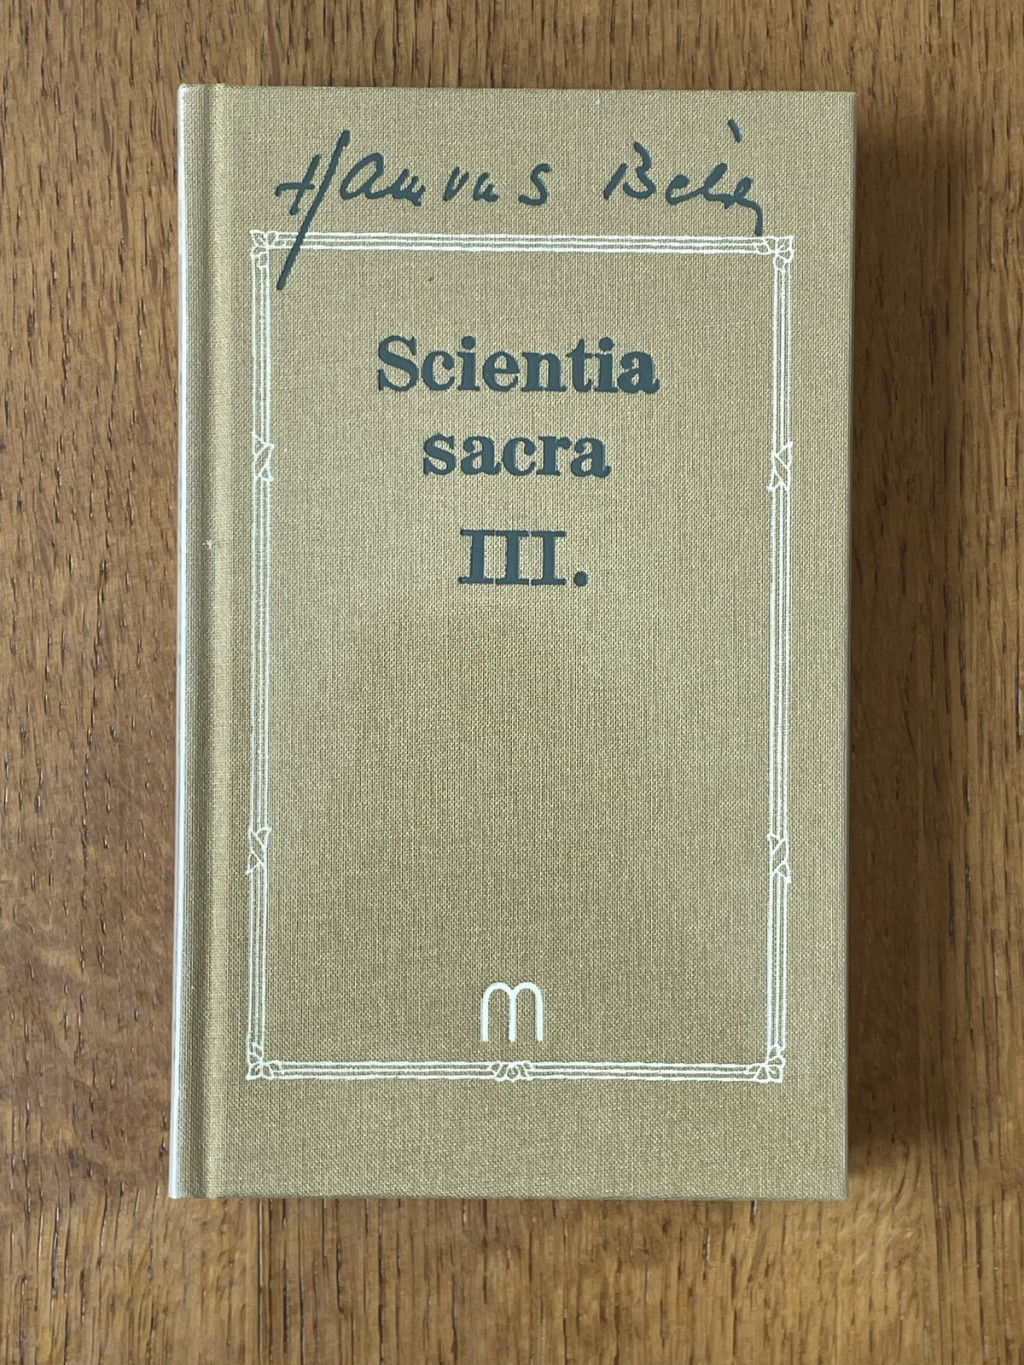 Hamvas Béla
Scientia
sacra
III.
m